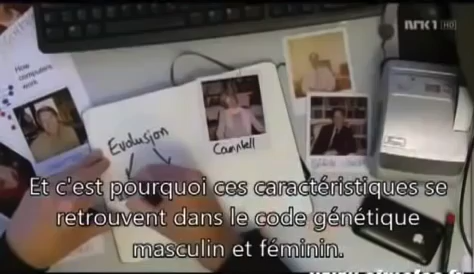 NRK1 HD
How
computers
work
Evolusjon
Campbell
Et c'est pourquoi ces caractéristiques se
retrouvent dans le code génétique
masculin et féminin.